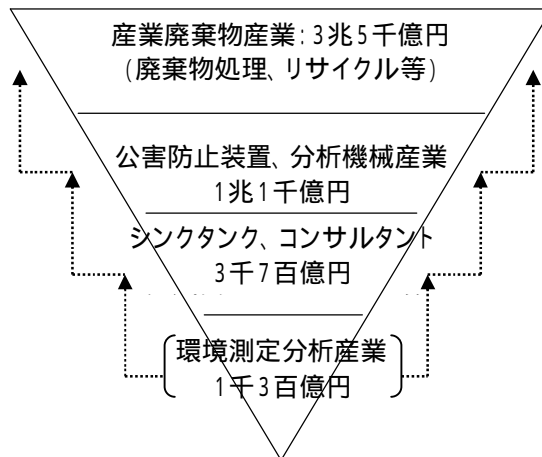 産業廃棄物産業:3兆5千億円
(廃棄物処理、リサイクル等)
公害防止装置、分析機械産業
1兆1千億円
シンクタンク、コンサルタント
3千7百億円
環境測定分析産業
1千3百億円